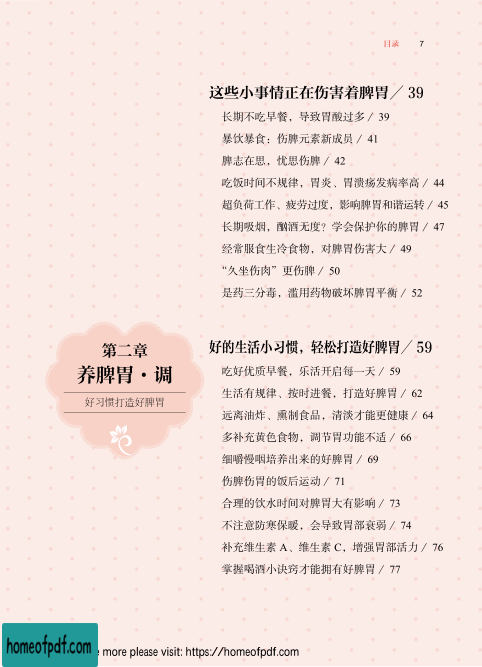 目录 7
这些小事情正在伤害着脾胃／ 39
长期不吃早餐，导致胃酸过多／ 39
暴饮暴食：伤脾元素新成员／ 41
脾志在思，忧思伤脾／ 42
吃饭时间不规律，胃炎、胃溃疡发病率高／ 44
超负荷工作、疲劳过度，影响脾胃和谐运转／ 45
长期吸烟，酗酒无度？学会保护你的脾胃／ 47
经常服食生冷食物，对脾胃伤害大／ 49
“久坐伤肉”更伤脾／ 50
是药三分毒，滥用药物破坏脾胃平衡／ 52
第二章
养脾胃·调
好习惯打造好脾胃
好的生活小习惯，轻松打造好脾胃／ 59
吃好优质早餐，乐活开启每一天／ 59
生活有规律、按时进餐，打造好脾胃／ 62
远离油炸、熏制食品，清淡才能更健康／ 64
多补充黄色食物，调节胃功能不适／ 66
细嚼慢咽培养出来的好脾胃／ 69
伤脾伤胃的饭后运动／ 71
合理的饮水时间对脾胃大有影响／ 73
不注意防寒保暖，会导致胃部衰弱／ 74
补充维生素 A、维生素 C，增强胃部活力／ 76
掌握喝酒小诀窍才能拥有好脾胃／ 77
homeofpdf.com
more please visit: https://homeofpdf.com